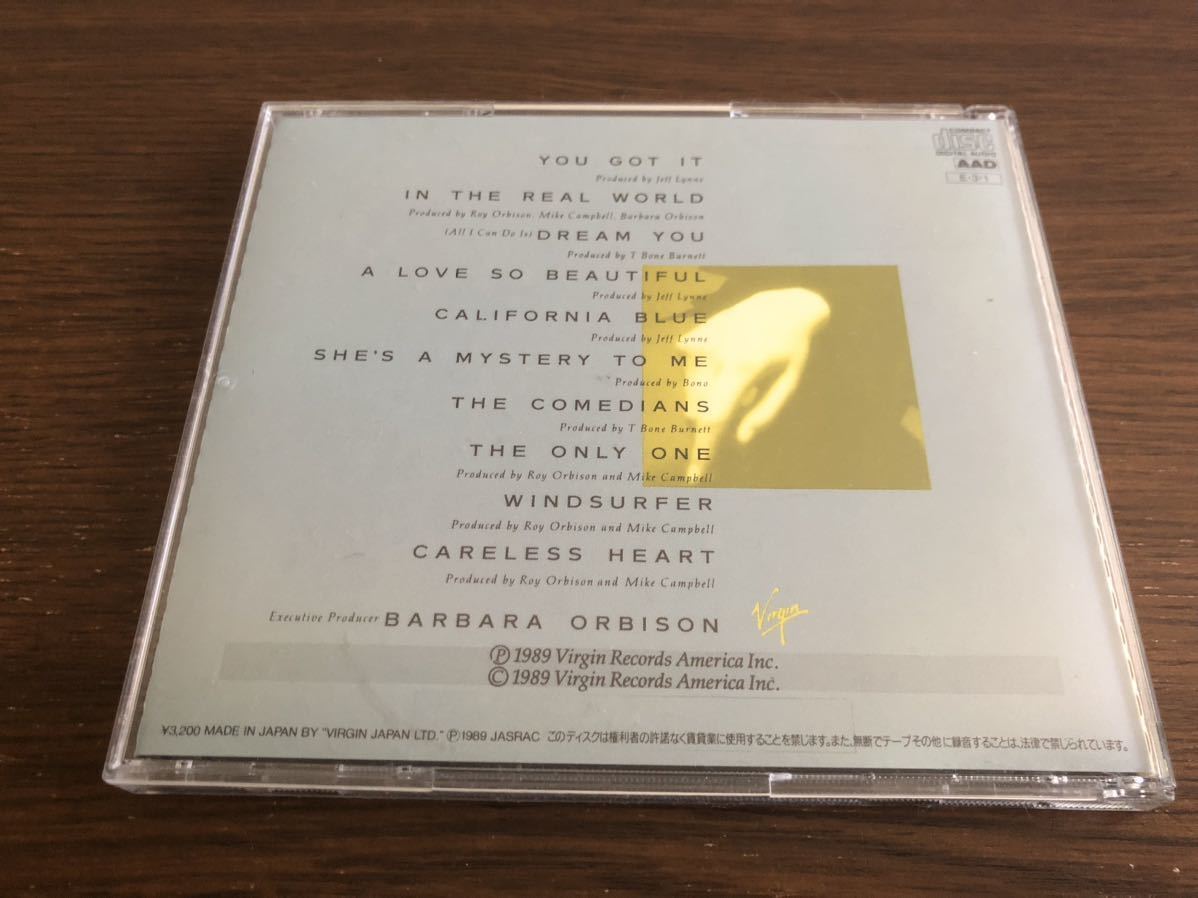 COMPACT
disc
DIGITAL AUDIO
AAD
E·3·1
YOU GOT IT
Produced by Jeff Lynne
IN THE REAL WORLD
Produced by Roy Orbison, Mike Campbell, Barbara Orbison
(All I Can Do Is) DREAM YOU
Produced by T Bone Burnett
A LOVE SO BEAUTIFUL
Produced by Jeff Lynne
CALIFORNIA BLUE
Produced by Jeff Lynne
SHE'S A MYSTERY TO ME
Produced by Bono
THE COMEDIANS
Produced by T Bone Burnett
THE ONLY ONE
Produced by Roy Orbison and Mike Campbell
WINDSURFER
Produced by Roy Orbison and Mike Campbell
CARELESS HEART
Produced by Roy Orbison and Mike Campbell
Executive Producer BARBARA ORBISON
Virgin
Ⓟ 1989 Virgin Records America Inc.
© 1989 Virgin Records America Inc.
¥3,200 MADE IN JAPAN BY "VIRGIN JAPAN LTD." Ⓟ1989 JASRAC このディスクは権利者の許諾なく賃貸業に使用することを禁じます。また、無断でテープその他に録音することは、法律で禁じられています。